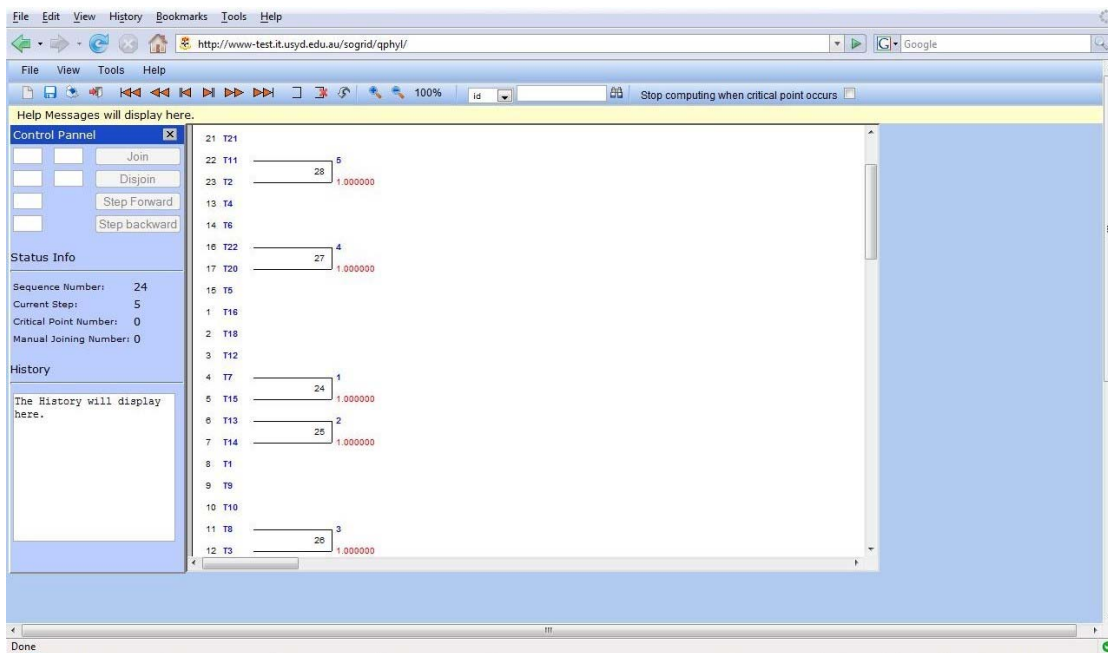 File Edit View History Bookmarks Tools Help
http://www-test.it.usyd.edu.au/sogrid/qphyl/
G Google
File View Tools Help
100% id Stop computing when critical point occurs
Help Messages will display here.
Control Pannel
Join
Disjoin
Step Forward
Step backward
Status Info
Sequence Number: 24
Current Step: 5
Critical Point Number: 0
Manual Joining Number: 0
History
The History will display
here.
21 T21
22 T11 5
28
23 T2 1.000000
13 T4
14 T6
16 T22 4
27
17 T20 1.000000
15 T5
1 T16
2 T18
3 T12
4 T7 1
24
5 T15 1.000000
6 T13 2
25
7 T14 1.000000
8 T1
9 T9
10 T10
11 T8 3
26
12 T3 1.000000
Done